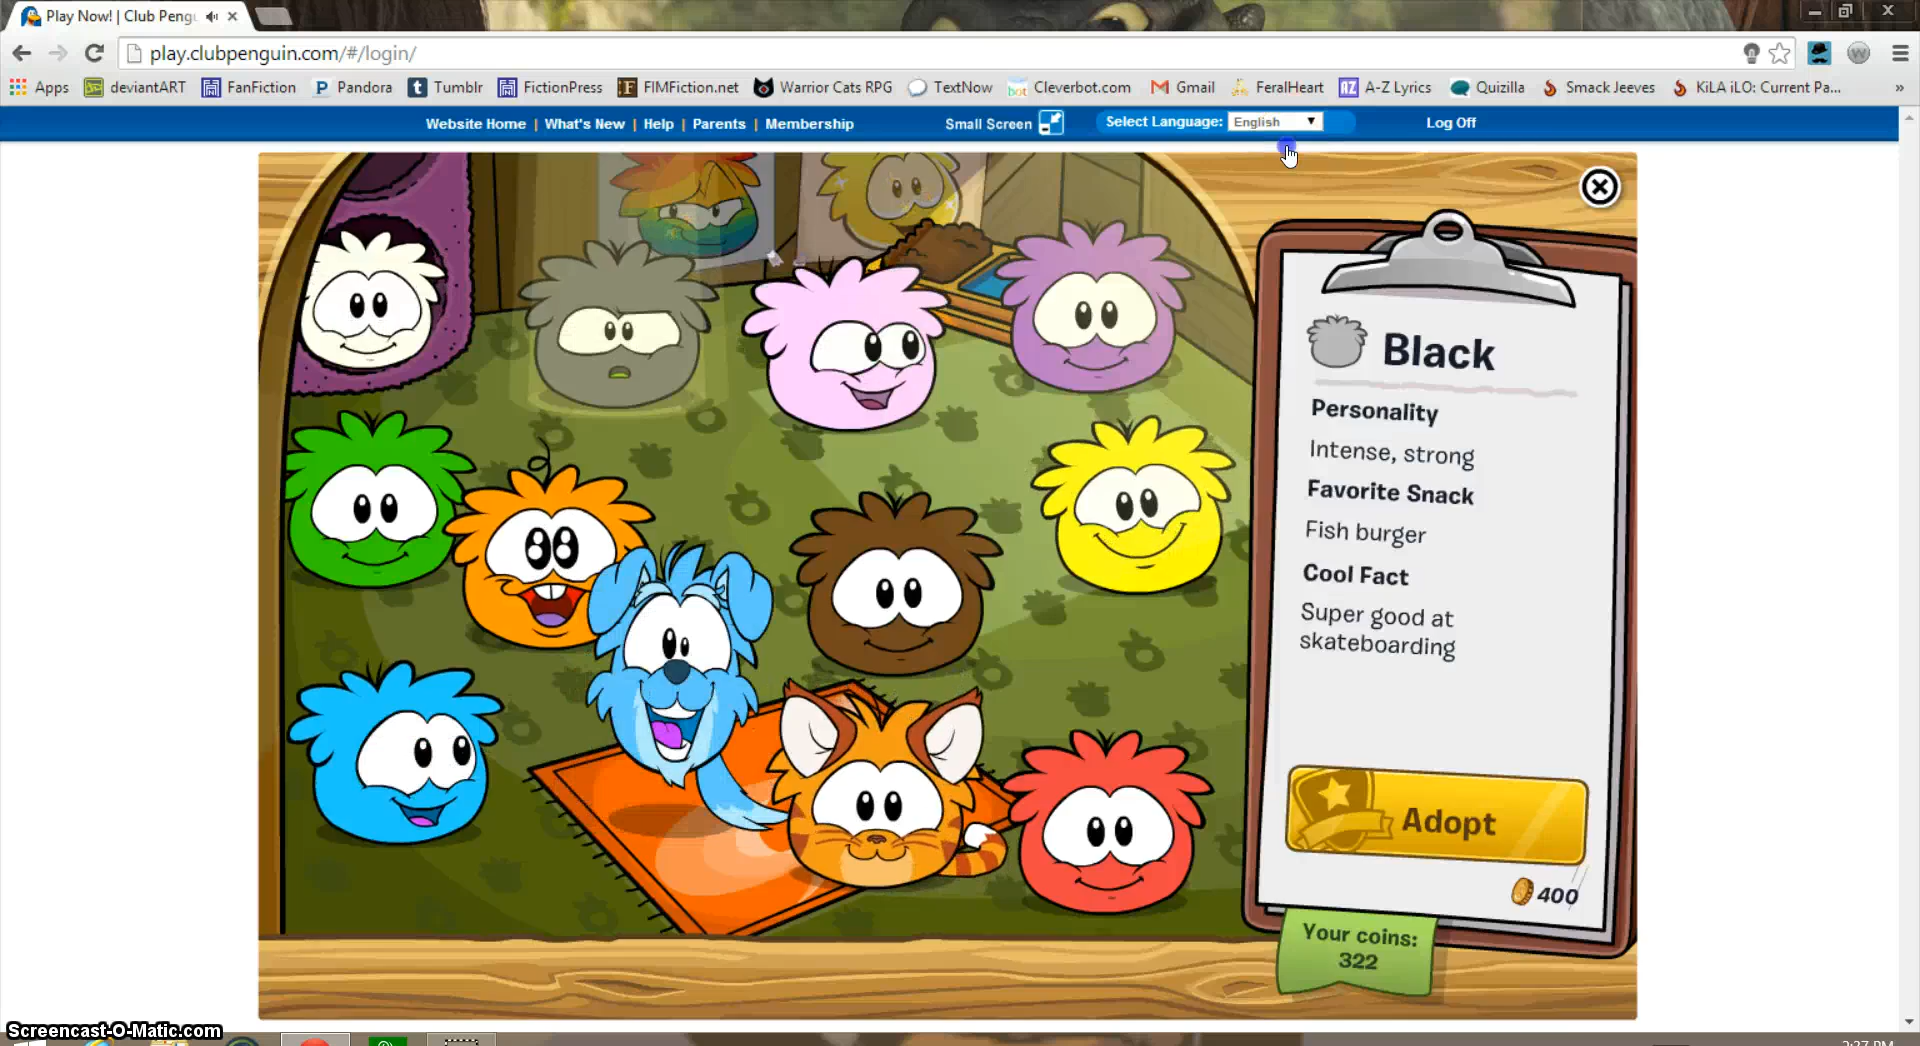 Play Now! | Club Peng
play.clubpenguin.com/#/login/
Apps deviantART FanFiction Pandora Tumblr FictionPress FIMFiction.net Warrior Cats RPG TextNow Cleverbot.com Gmail FeralHeart A-Z Lyrics Quizilla Smack Jeeves KiLA iLO: Current Pa... »
Website Home | What's New | Help | Parents | Membership Small Screen Select Language: English Log Off
Black
Personality
Intense, strong
Favorite Snack
Fish burger
Cool Fact
Super good at
skateboarding
Adopt
400
Your coins:
322
Screencast-O-Matic.com